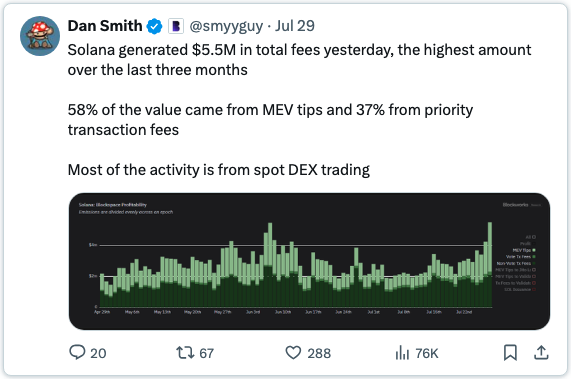 Dan Smith B @smyyguy · Jul 29
Solana generated $5.5M in total fees yesterday, the highest amount
over the last three months
58% of the value came from MEV tips and 37% from priority
transaction fees
Most of the activity is from spot DEX trading
Solana: Blockspace Profitability
Emissions are divided evenly across an epoch
Blockworks
All
MEV Tips
Vote Tx Fees
Non-Vote Tx Fees
$4m
$2m
0
Apr 29th May 6th May 13th May 20th May 27th Jun 3rd Jun 10th Jun 17th Jun 24th Jul 1st Jul 8th Jul 15th Jul 22nd
20 67 288 76K